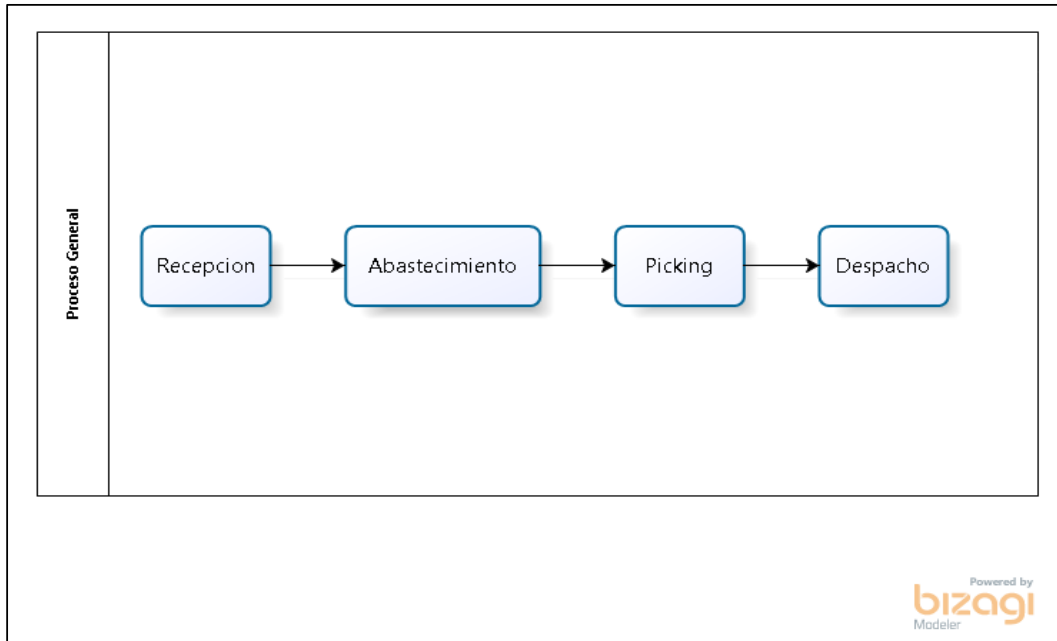 Proceso General
Recepcion
Abastecimiento
Picking
Despacho
Powered by
bizagi
Modeler